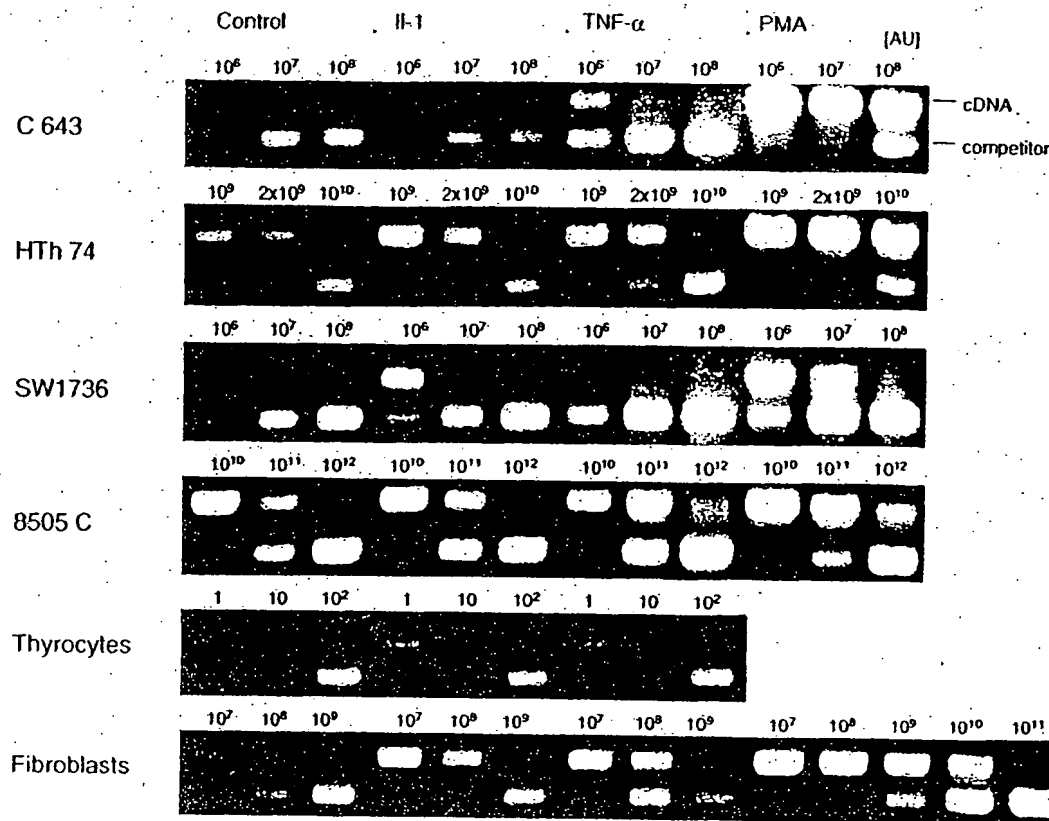 Control Il-1 TNF-α PMA [AU]
10⁶ 10⁷ 10⁸ 10⁶ 10⁷ 10⁸ 10⁶ 10⁷ 10⁸ 10⁶ 10⁷ 10⁸
C 643
cDNA
competitor
10⁹ 2x10⁹ 10¹⁰ 10⁹ 2x10⁹ 10¹⁰ 10⁹ 2x10⁹ 10¹⁰ 10⁹ 2x10⁹ 10¹⁰
HTh 74
10⁶ 10⁷ 10⁸ 10⁶ 10⁷ 10⁸ 10⁶ 10⁷ 10⁸ 10⁶ 10⁷ 10⁸
SW1736
10¹⁰ 10¹¹ 10¹² 10¹⁰ 10¹¹ 10¹² 10¹⁰ 10¹¹ 10¹² 10¹⁰ 10¹¹ 10¹²
8505 C
1 10 10² 1 10 10² 1 10 10²
Thyrocytes
10⁷ 10⁸ 10⁹ 10⁷ 10⁸ 10⁹ 10⁷ 10⁸ 10⁹ 10⁷ 10⁸ 10⁹ 10¹⁰ 10¹¹
Fibroblasts